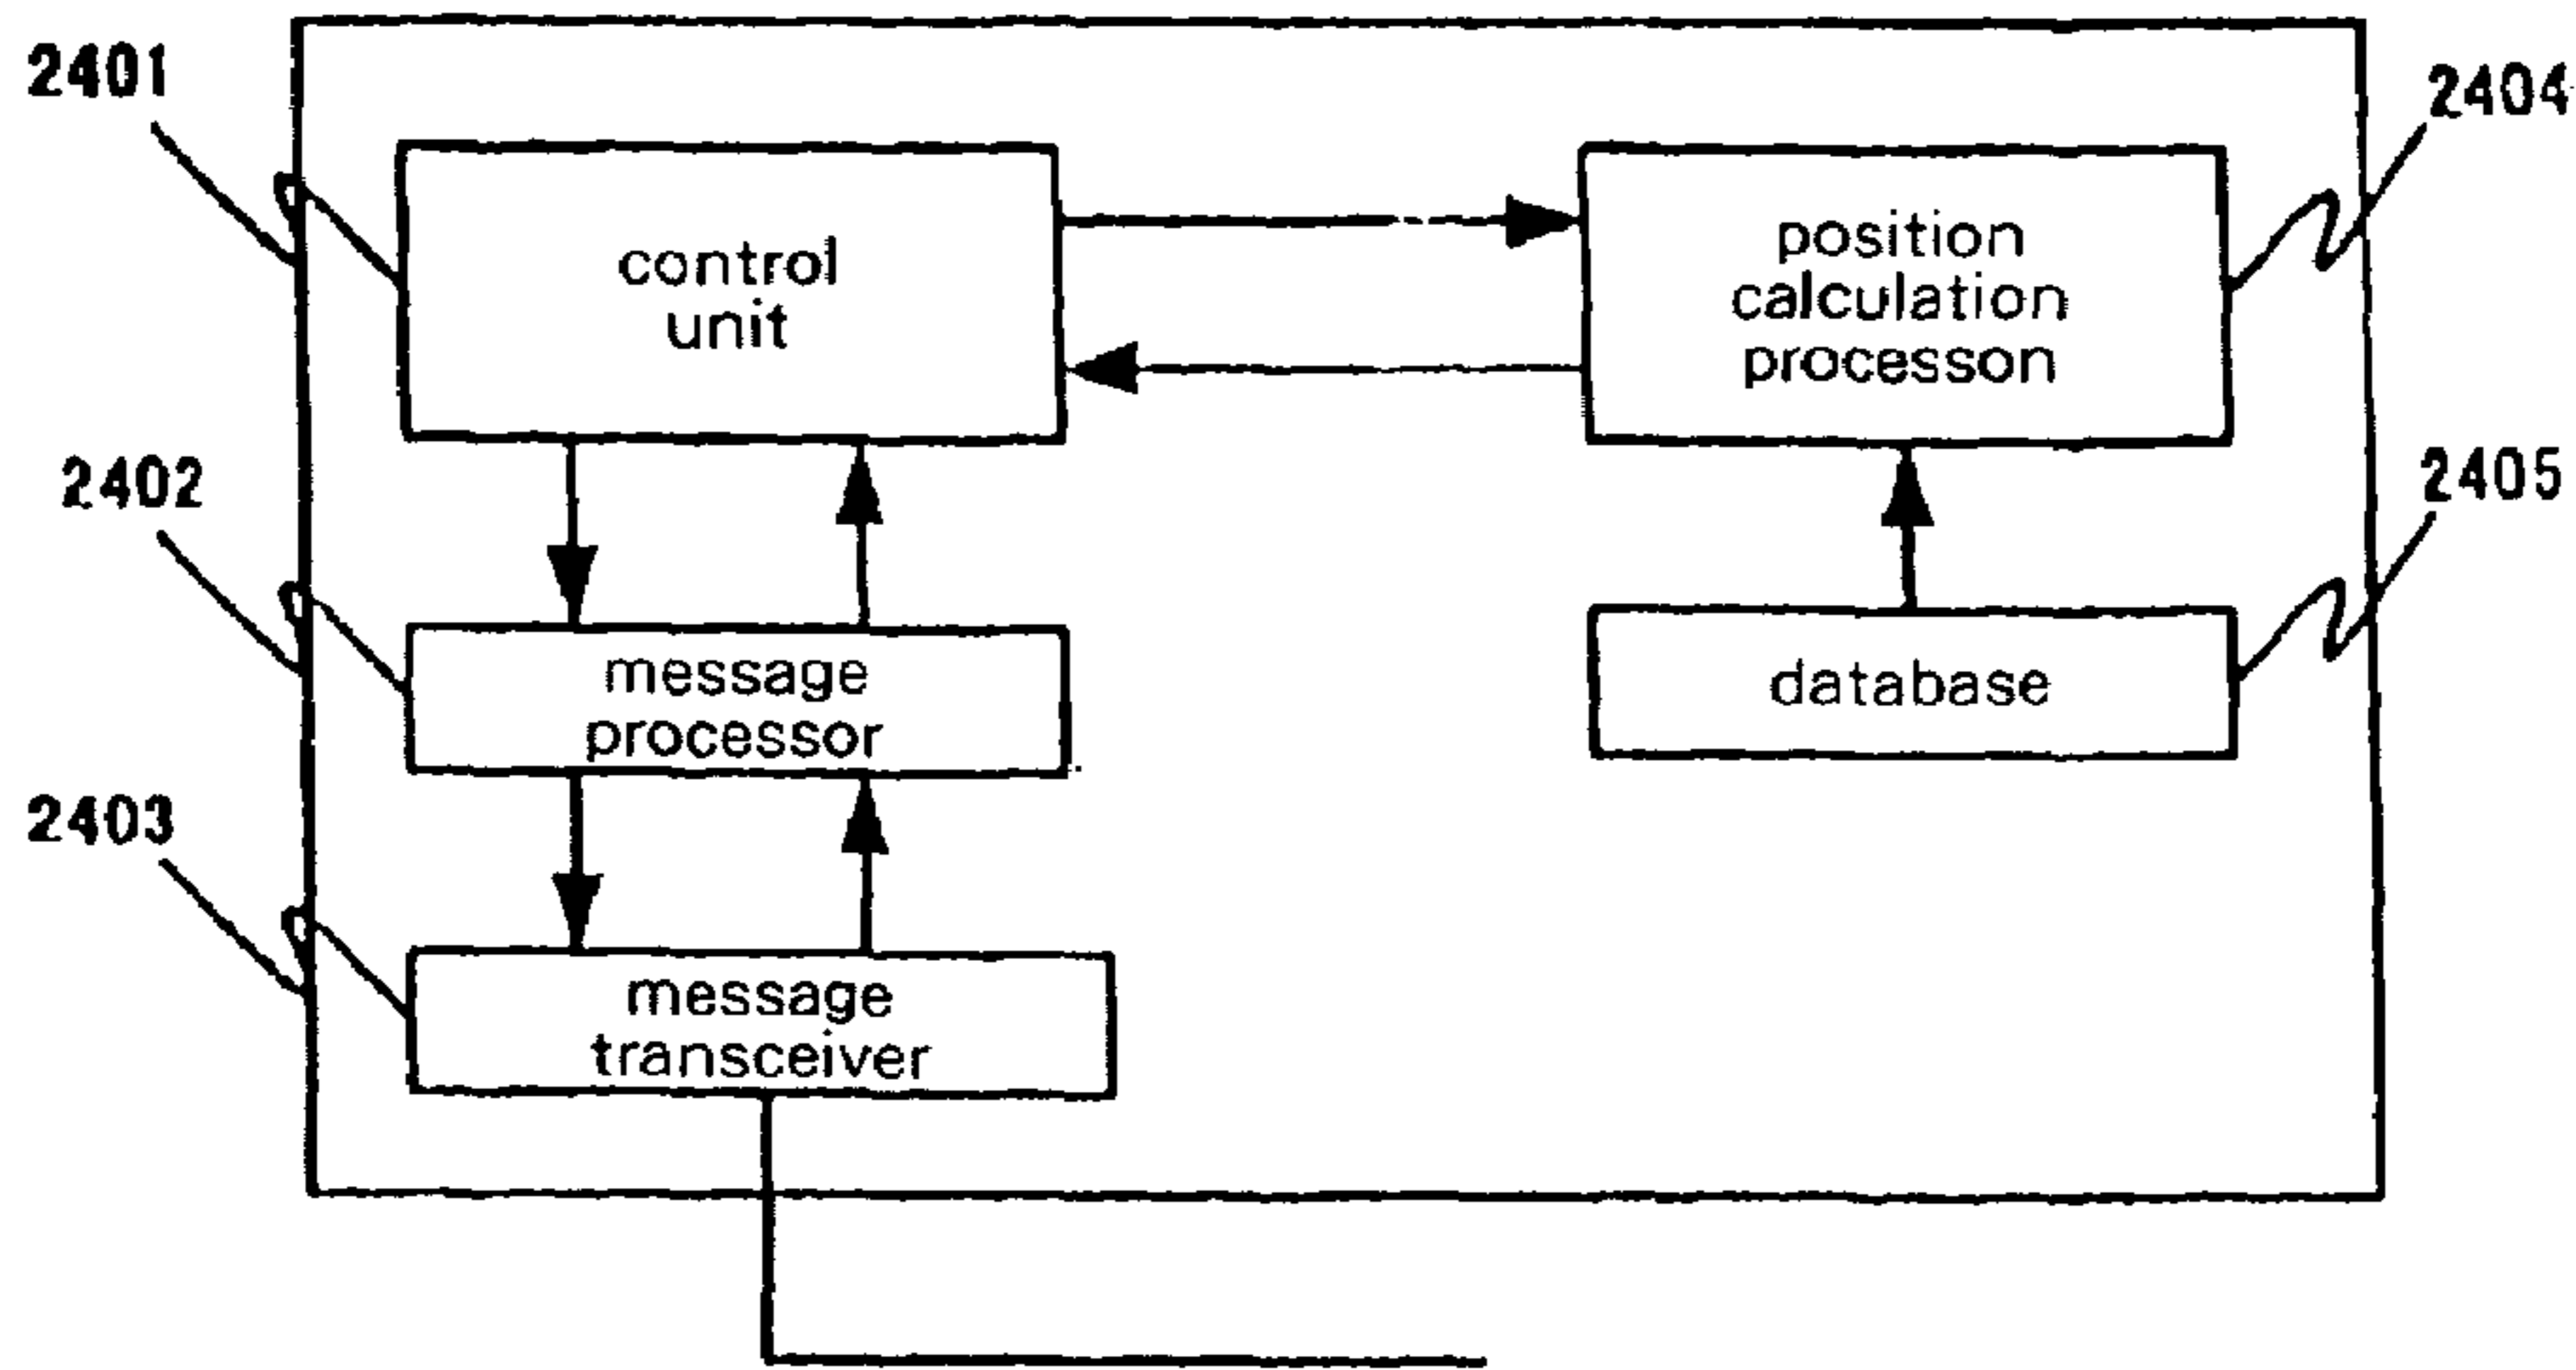 2401
2404
control
unit
position
calculation
processon
2402
2405
message
processor
database
2403
message
transceiver